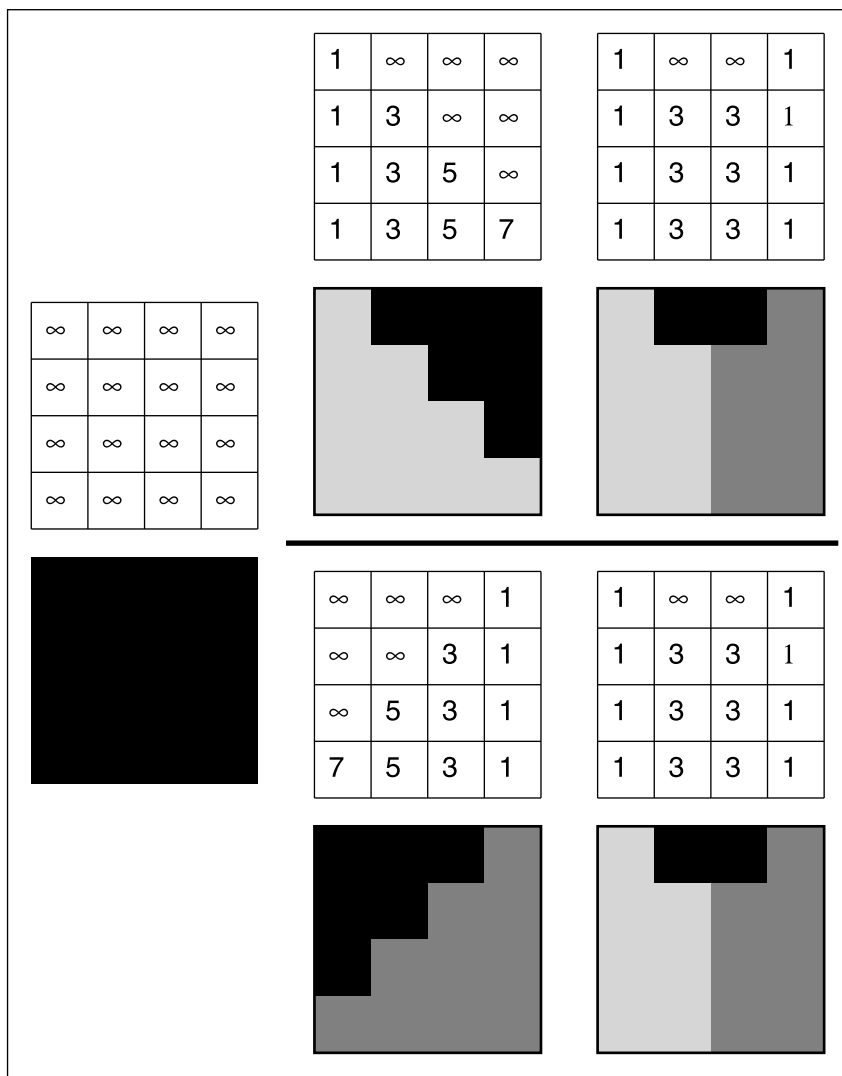 1 ∞ ∞ ∞
1 3 ∞ ∞
1 3 5 ∞
1 3 5 7
1 ∞ ∞ 1
1 3 3 1
1 3 3 1
1 3 3 1
∞ ∞ ∞ ∞
∞ ∞ ∞ ∞
∞ ∞ ∞ ∞
∞ ∞ ∞ ∞
∞ ∞ ∞ 1
∞ ∞ 3 1
∞ 5 3 1
7 5 3 1
1 ∞ ∞ 1
1 3 3 1
1 3 3 1
1 3 3 1